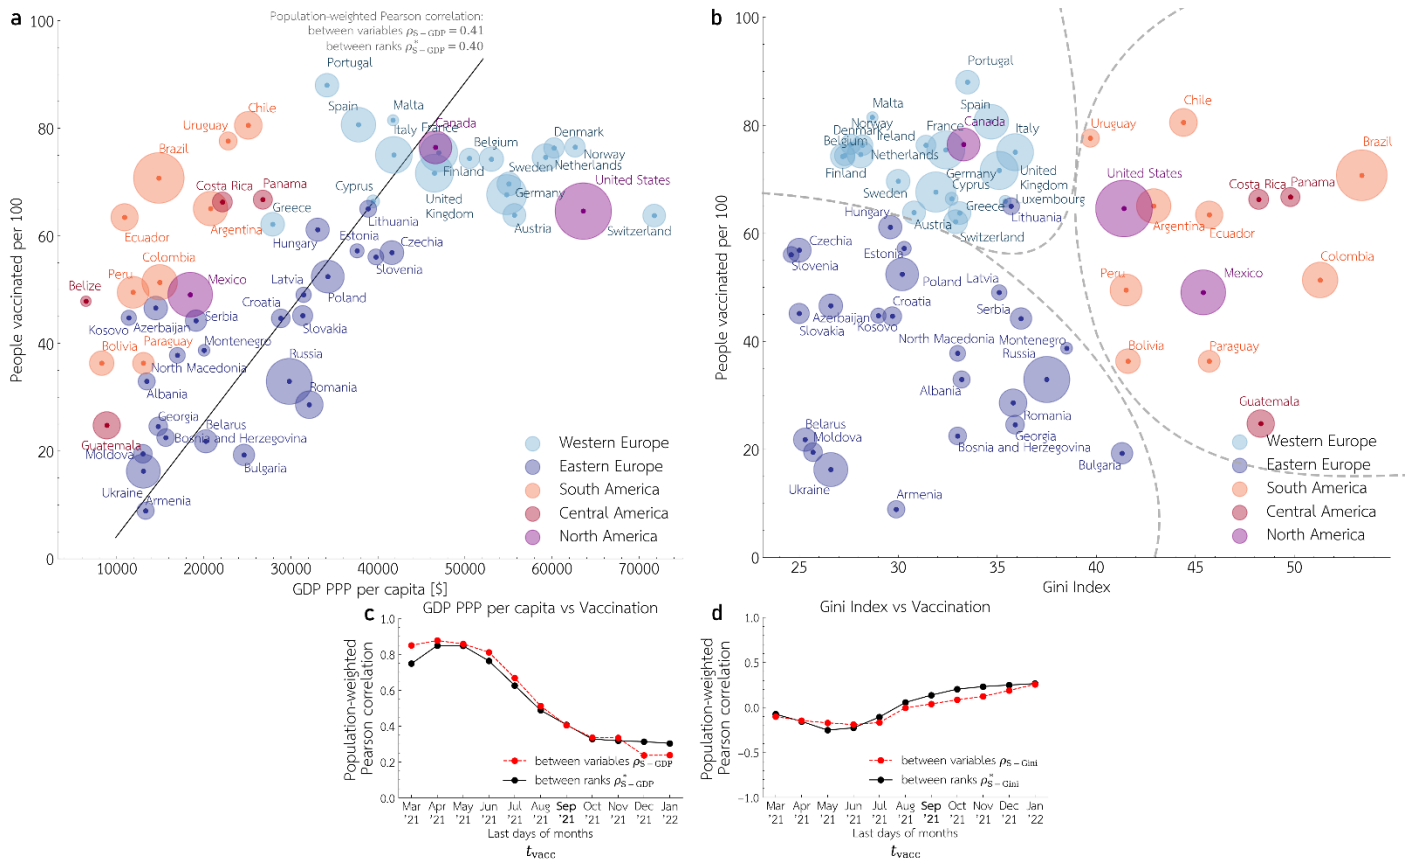 a
Population-weighted Pearson correlation:
between variables ρS−GDP = 0.41
between ranks ρ*S−GDP = 0.40
People vaccinated per 100
100
80
60
40
20
0
10000
20000
30000
40000
50000
60000
70000
GDP PPP per capita [$]
Portugal
Spain
Malta
Canada
Italy
France
Belgium
Denmark
Norway
Netherlands
Sweden
Finland
Germany
United States
United
Kingdom
Austria
Switzerland
Chile
Uruguay
Brazil
Costa Rica
Panama
Argentina
Ecuador
Greece
Cyprus
Lithuania
Hungary
Estonia
Czechia
Slovenia
Colombia
Peru
Mexico
Belize
Latvia
Poland
Croatia
Slovakia
Kosovo
Azerbaijan
Serbia
Bolivia
Paraguay
Montenegro
North Macedonia
Albania
Russia
Romania
Georgia
Belarus
Guatemala
Bosnia and Herzegovina
Moldova
Bulgaria
Ukraine
Armenia
Western Europe
Eastern Europe
South America
Central America
North America
b
People vaccinated per 100
100
80
60
40
20
0
25
30
35
40
45
50
Gini Index
Portugal
Malta
Spain
Norway
Canada
Denmark
Ireland
France
Italy
Belgium
Netherlands
Finland
Germany
United
Kingdom
Sweden
Cyprus
Luxembourg
Greece
Lithuania
Hungary
Austria
Switzerland
Czechia
Slovenia
Estonia
Poland
Latvia
Azerbaijan
Croatia
Slovakia
Kosovo
Serbia
North Macedonia
Montenegro
Russia
Albania
Romania
Belarus
Moldova
Georgia
Bosnia and Herzegovina
Bulgaria
Ukraine
Armenia
Chile
Uruguay
Brazil
United States
Costa Rica
Panama
Argentina
Ecuador
Colombia
Peru
Mexico
Bolivia
Paraguay
Guatemala
Western Europe
Eastern Europe
South America
Central America
North America
c
GDP PPP per capita vs Vaccination
Population-weighted
Pearson correlation
1.0
0.8
0.6
0.4
0.2
0.0
between variables ρS−GDP
between ranks ρ*S−GDP
Mar Apr May Jun Jul Aug Sep Oct Nov Dec Jan
'21 '21 '21 '21 '21 '21 '21 '21 '21 '21 '22
Last days of months
tvacc
d
Gini Index vs Vaccination
Population-weighted
Pearson correlation
1.0
0.5
0.0
−0.5
−1.0
between variables ρS−Gini
between ranks ρ*S−Gini
Mar Apr May Jun Jul Aug Sep Oct Nov Dec Jan
'21 '21 '21 '21 '21 '21 '21 '21 '21 '21 '22
Last days of months
tvacc